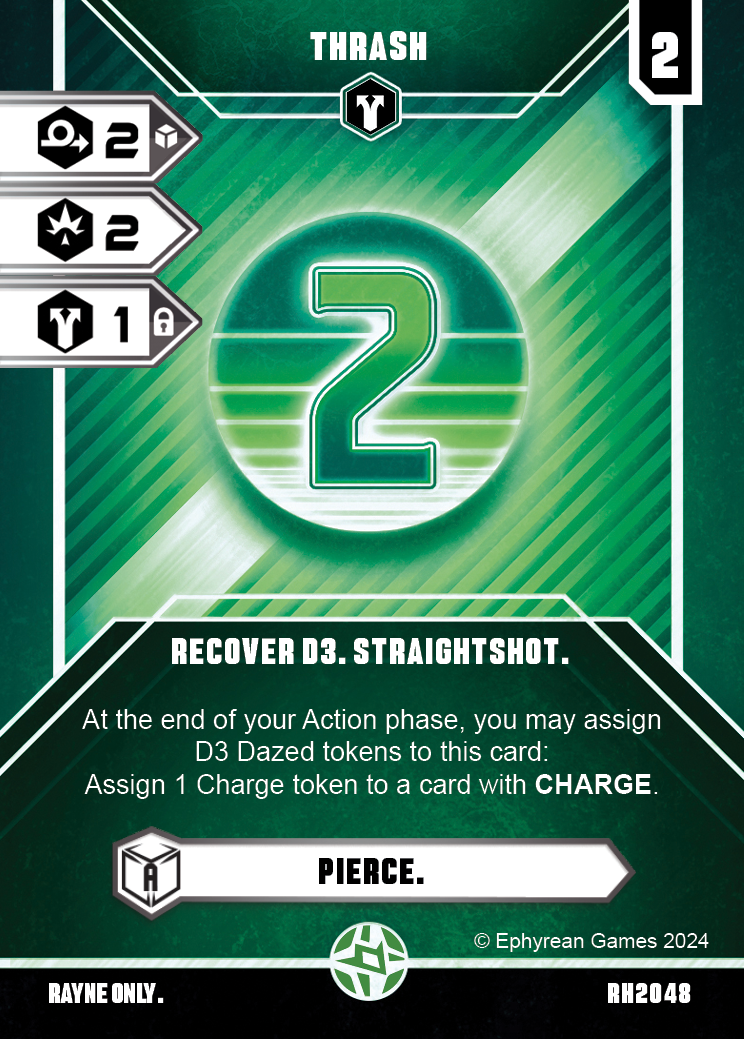 THRASH
2
2
2
1
2
RECOVER D3. STRAIGHTSHOT.
At the end of your Action phase, you may assign
D3 Dazed tokens to this card:
Assign 1 Charge token to a card with CHARGE.
A
PIERCE.
© Ephyrean Games 2024
RAYNE ONLY.
RH2048